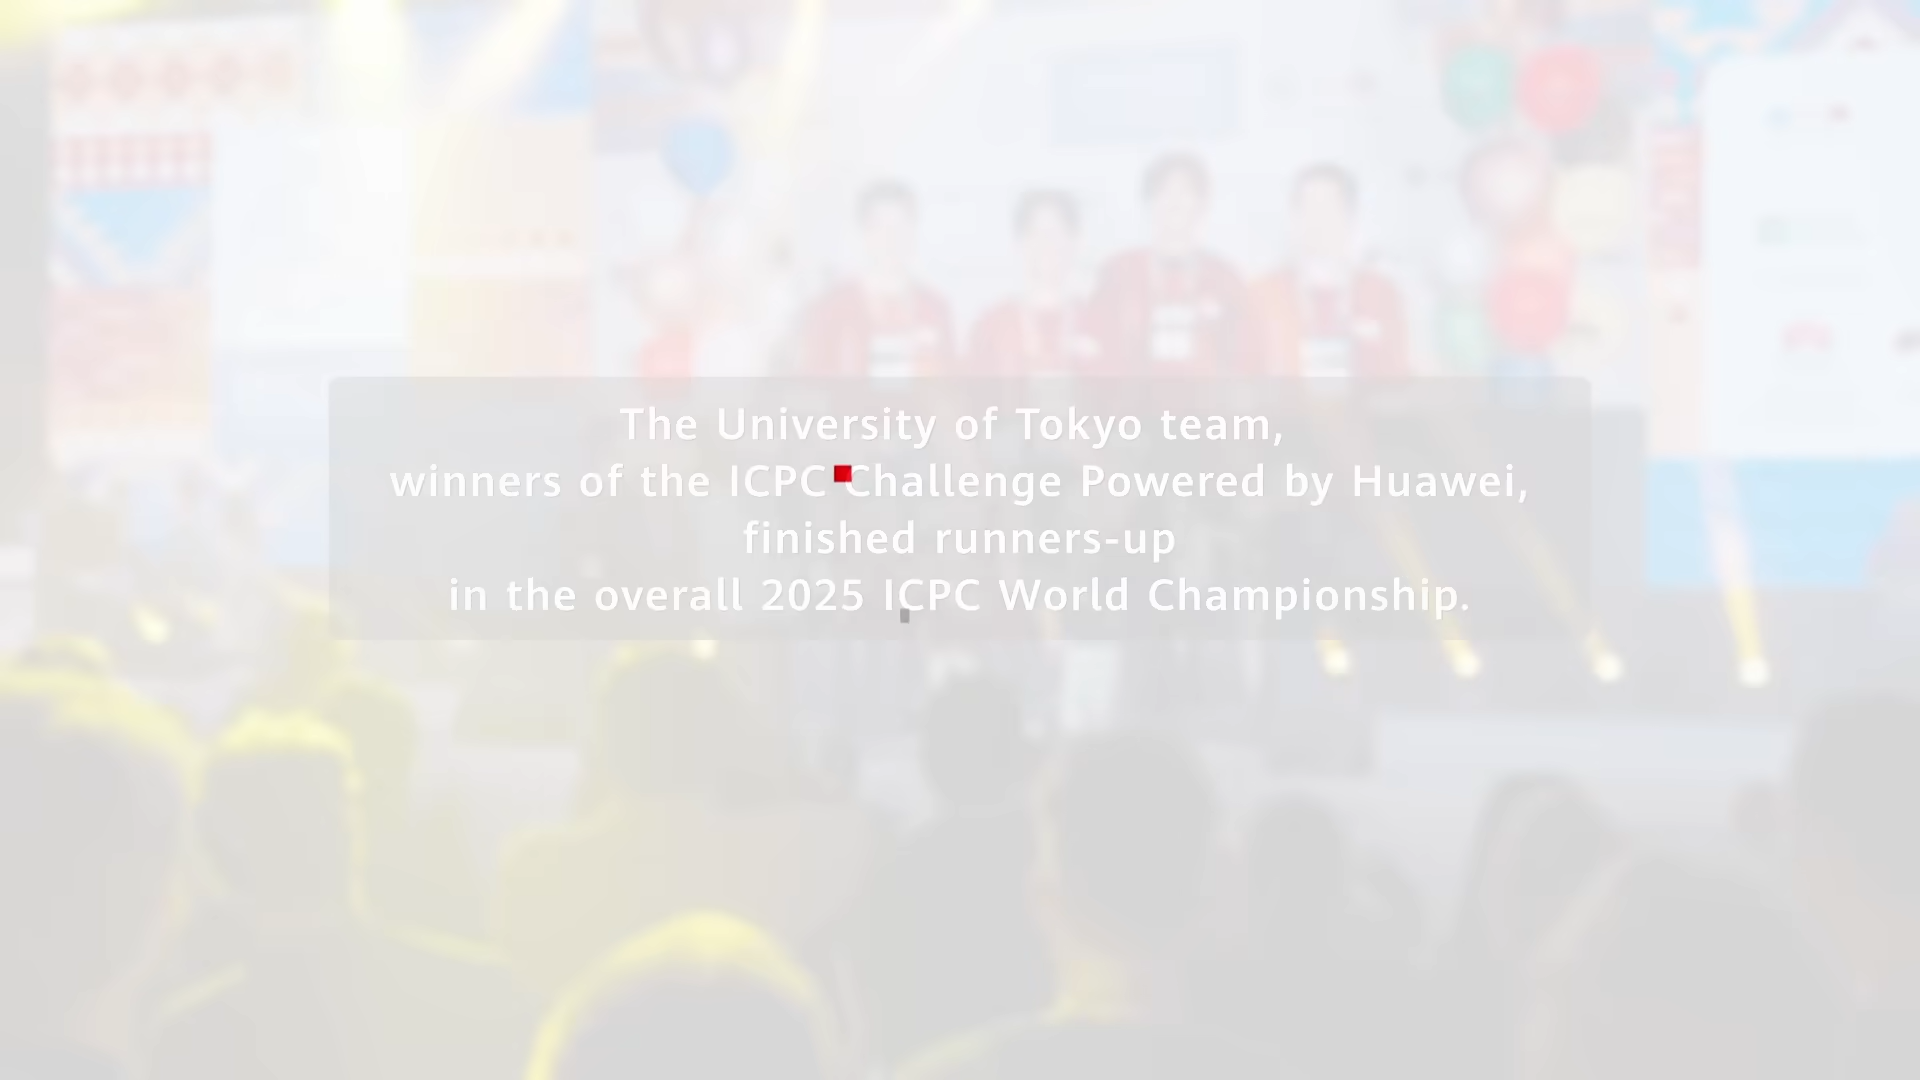 The University of Tokyo team,
winners of the ICPC Challenge Powered by Huawei,
finished runners-up
in the overall 2025 ICPC World Championship.